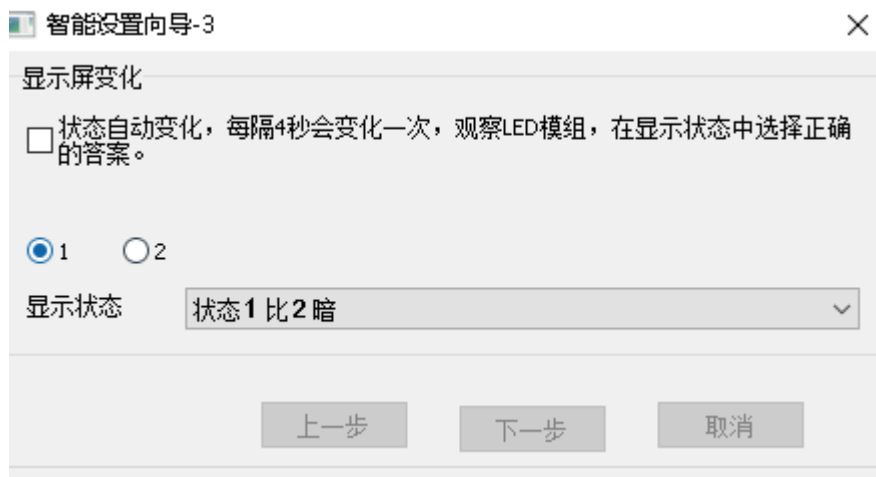 智能设置向导-3
显示屏变化
状态自动变化，每隔4秒会变化一次，观察LED模组，在显示状态中选择正确
的答案。
1 2
显示状态 状态1 比2 暗
上一步 下一步 取消